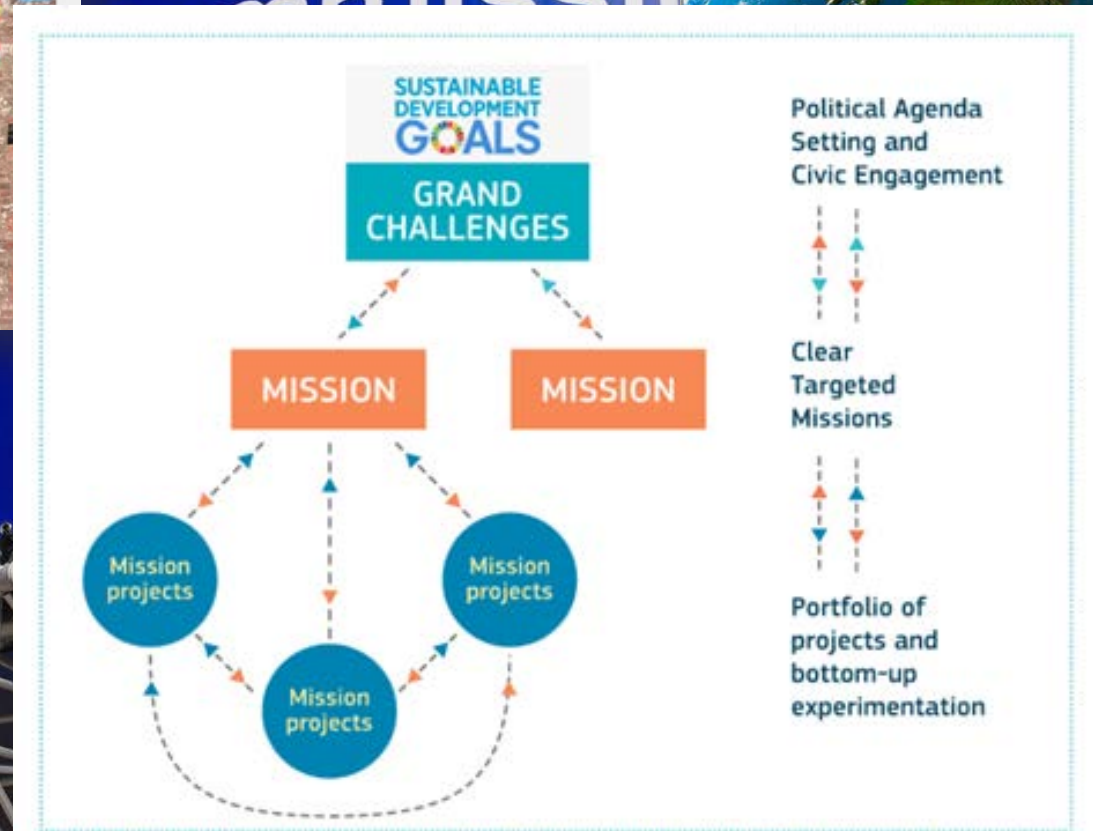 SUSTAINABLE
DEVELOPMENT
GOALS
GRAND
CHALLENGES
MISSION
MISSION
Mission
projects
Mission
projects
Mission
projects
Political Agenda
Setting and
Civic Engagement
Clear
Targeted
Missions
Portfolio of
projects and
bottom-up
experimentation